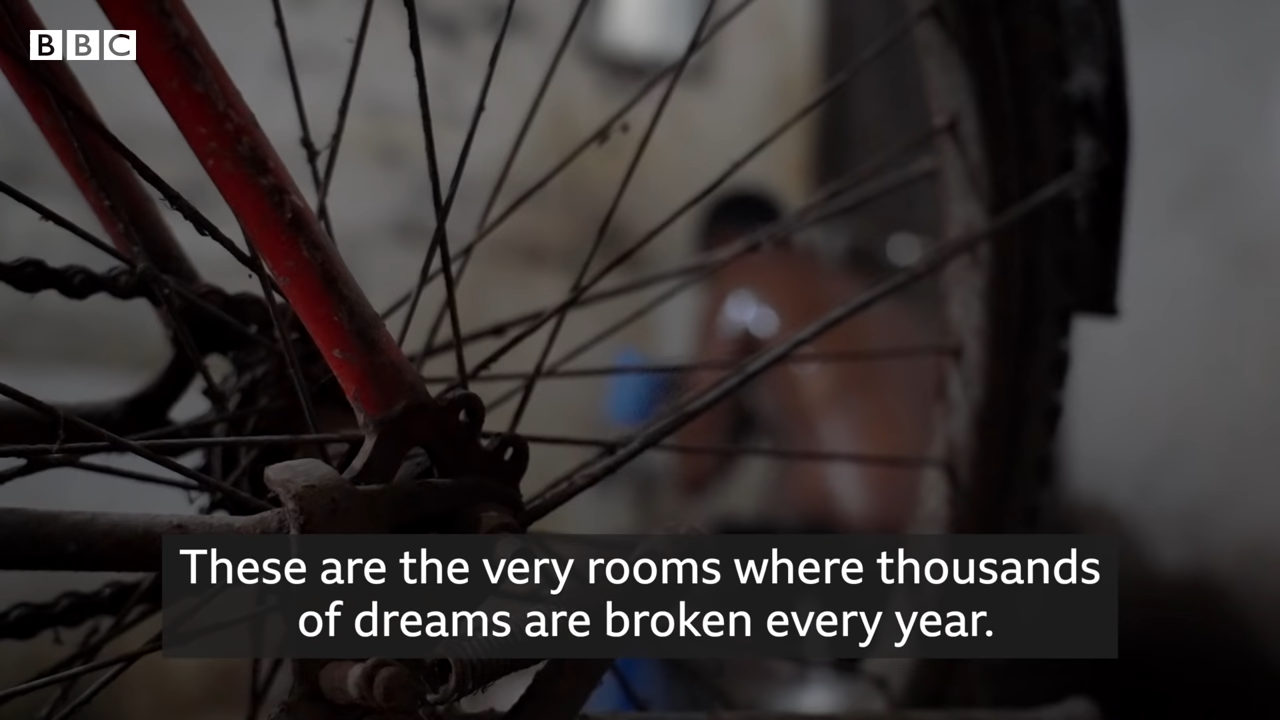 BBC
These are the very rooms where thousands
of dreams are broken every year.